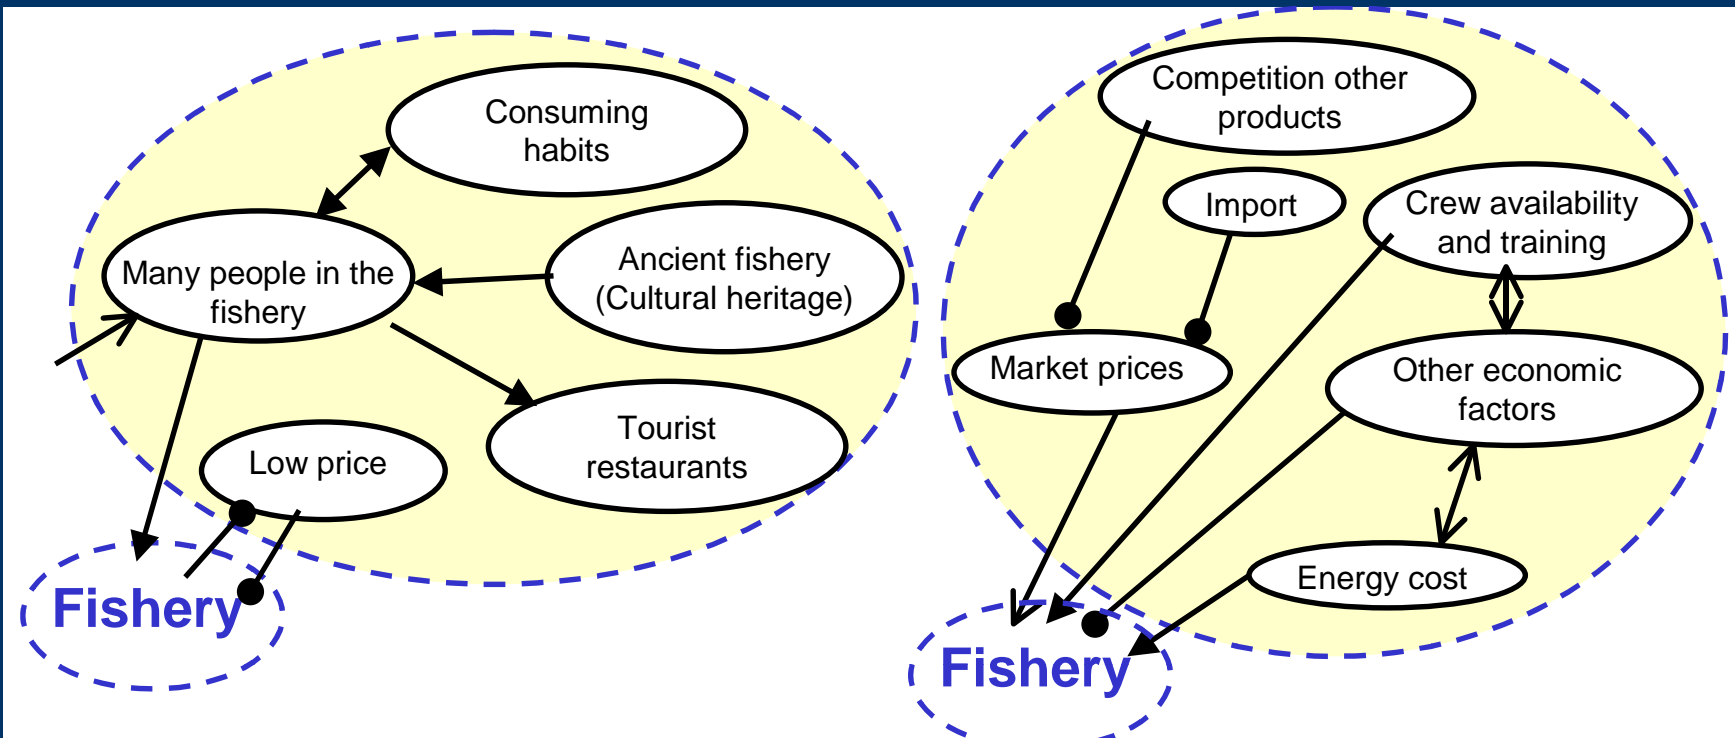 Consuming
habits
Many people in the
fishery
Ancient fishery
(Cultural heritage)
Tourist
restaurants
Low price
Fishery
Competition other
products
Import
Crew availability
and training
Market prices
Other economic
factors
Energy cost
Fishery